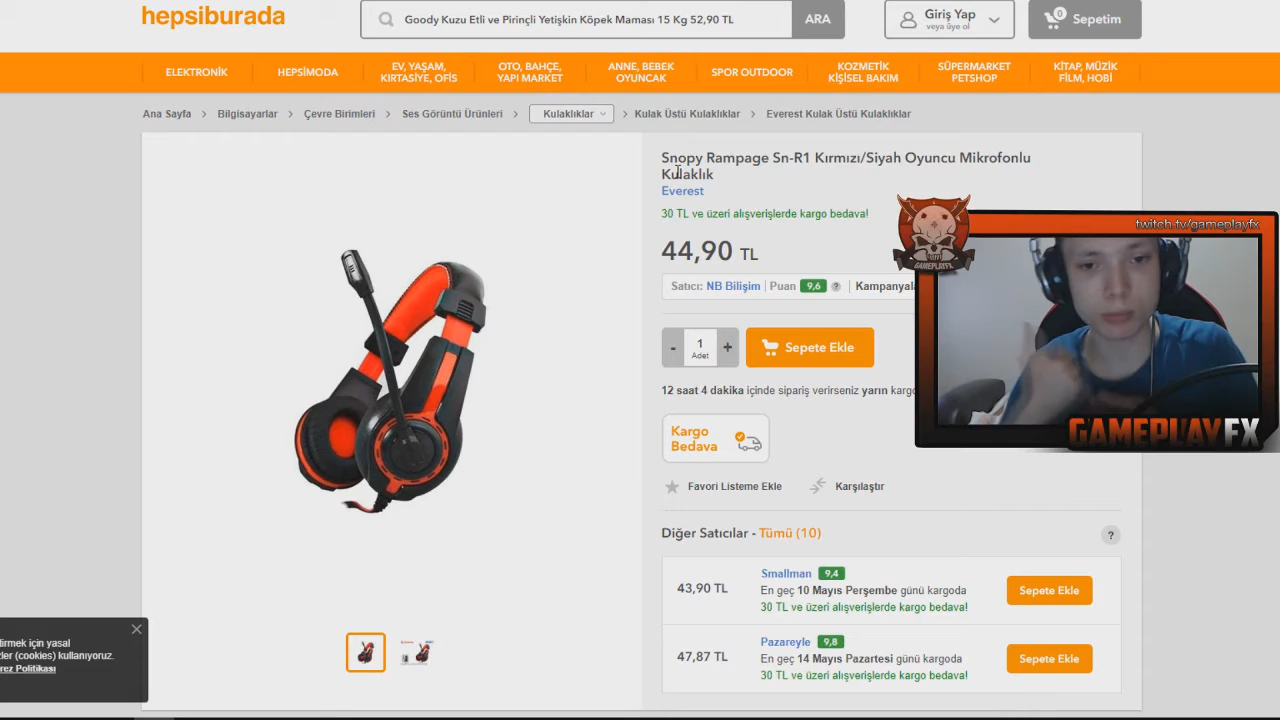 hepsiburada
Goody Kuzu Etli ve Pirinçli Yetişkin Köpek Maması 15 Kg 52,90 TL
ARA
Giriş Yap
veya üye ol
0
Sepetim
ELEKTRONİK
HEPSİMODA
EV, YAŞAM,
KIRTASİYE, OFİS
OTO, BAHÇE,
YAPI MARKET
ANNE, BEBEK
OYUNCAK
SPOR OUTDOOR
KOZMETİK
KİŞİSEL BAKIM
SÜPERMARKET
PETSHOP
KİTAP, MÜZİK
FİLM, HOBİ
Ana Sayfa
Bilgisayarlar
Çevre Birimleri
Ses Görüntü Ürünleri
Kulaklıklar
Kulak Üstü Kulaklıklar
Everest Kulak Üstü Kulaklıklar
Snopy Rampage Sn-R1 Kırmızı/Siyah Oyuncu Mikrofonlu
Kulaklık
Everest
30 TL ve üzeri alışverişlerde kargo bedava!
44,90 TL
Satıcı: NB Bilişim | Puan 9,6 ? Kampanyala
- 1 +
Adet
Sepete Ekle
12 saat 4 dakika içinde sipariş verirseniz yarın kargo
Kargo
Bedava
Favori Listeme Ekle
Karşılaştır
Diğer Satıcılar - Tümü (10)
?
43,90 TL
Smallman 9,4
En geç 10 Mayıs Perşembe günü kargoda
30 TL ve üzeri alışverişlerde kargo bedava!
Sepete Ekle
47,87 TL
Pazareyle 9,8
En geç 14 Mayıs Pazartesi günü kargoda
30 TL ve üzeri alışverişlerde kargo bedava!
Sepete Ekle
twitch.tv/gameplayfx
GAMEPLAYFX
GAMEPLAYFX
tirmek için yasal
zler (cookies) kullanıyoruz.
rez Politikası